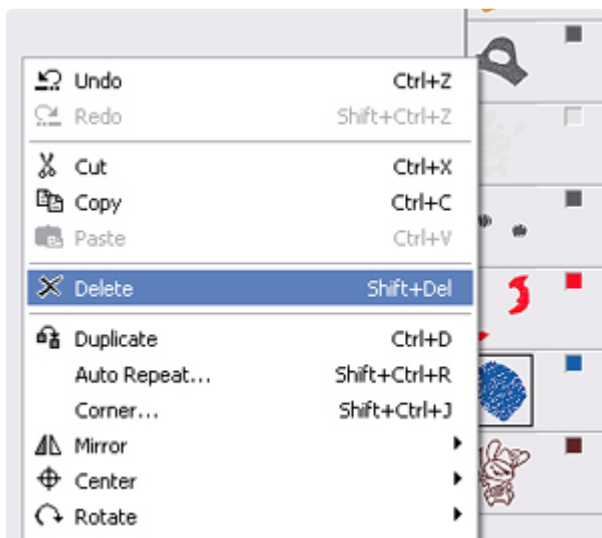 Undo Ctrl+Z
Redo Shift+Ctrl+Z
Cut Ctrl+X
Copy Ctrl+C
Paste Ctrl+V
Delete Shift+Del
Duplicate Ctrl+D
Auto Repeat... Shift+Ctrl+R
Corner... Shift+Ctrl+J
Mirror
Center
Rotate